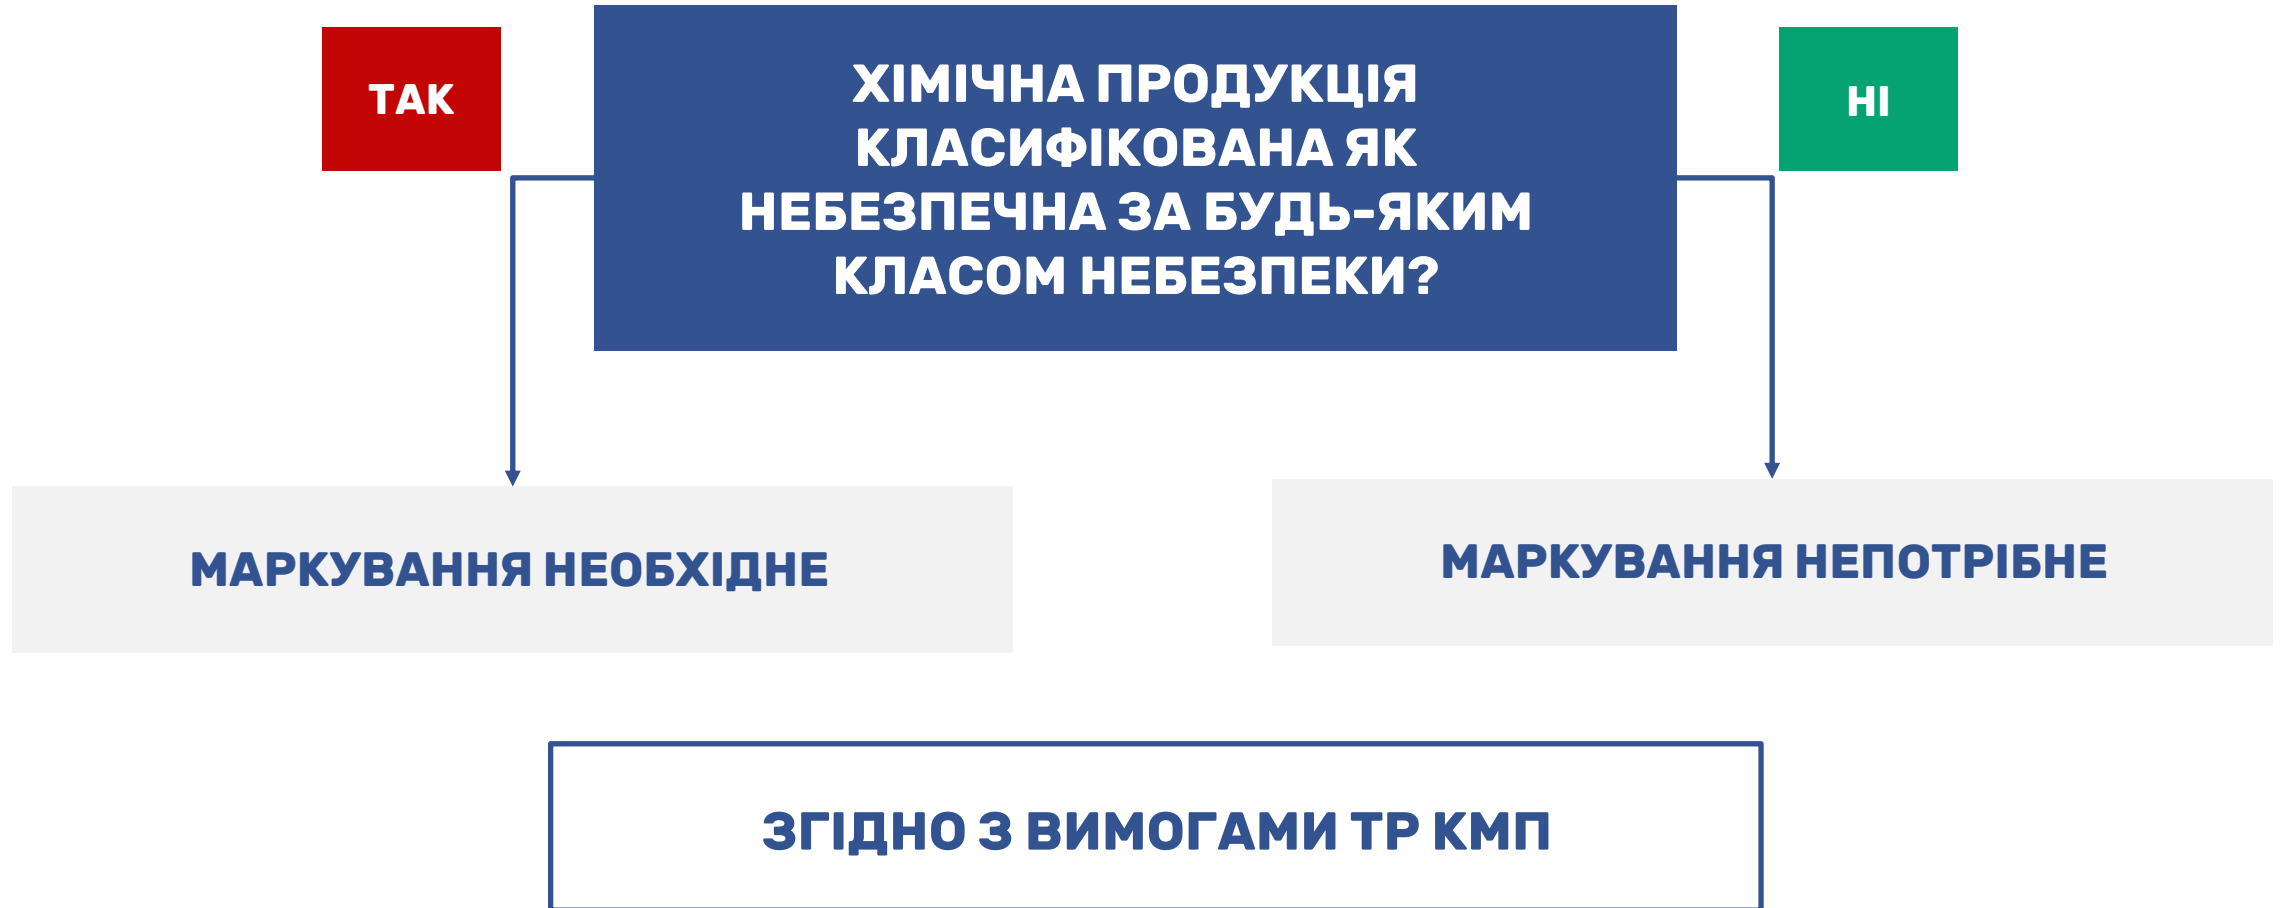 ТАК
ХІМІЧНА ПРОДУКЦІЯ
КЛАСИФІКОВАНА ЯК
НЕБЕЗПЕЧНА ЗА БУДЬ-ЯКИМ
КЛАСОМ НЕБЕЗПЕКИ?
НІ
МАРКУВАННЯ НЕОБХІДНЕ
МАРКУВАННЯ НЕПОТРІБНЕ
ЗГІДНО З ВИМОГАМИ ТР КМП